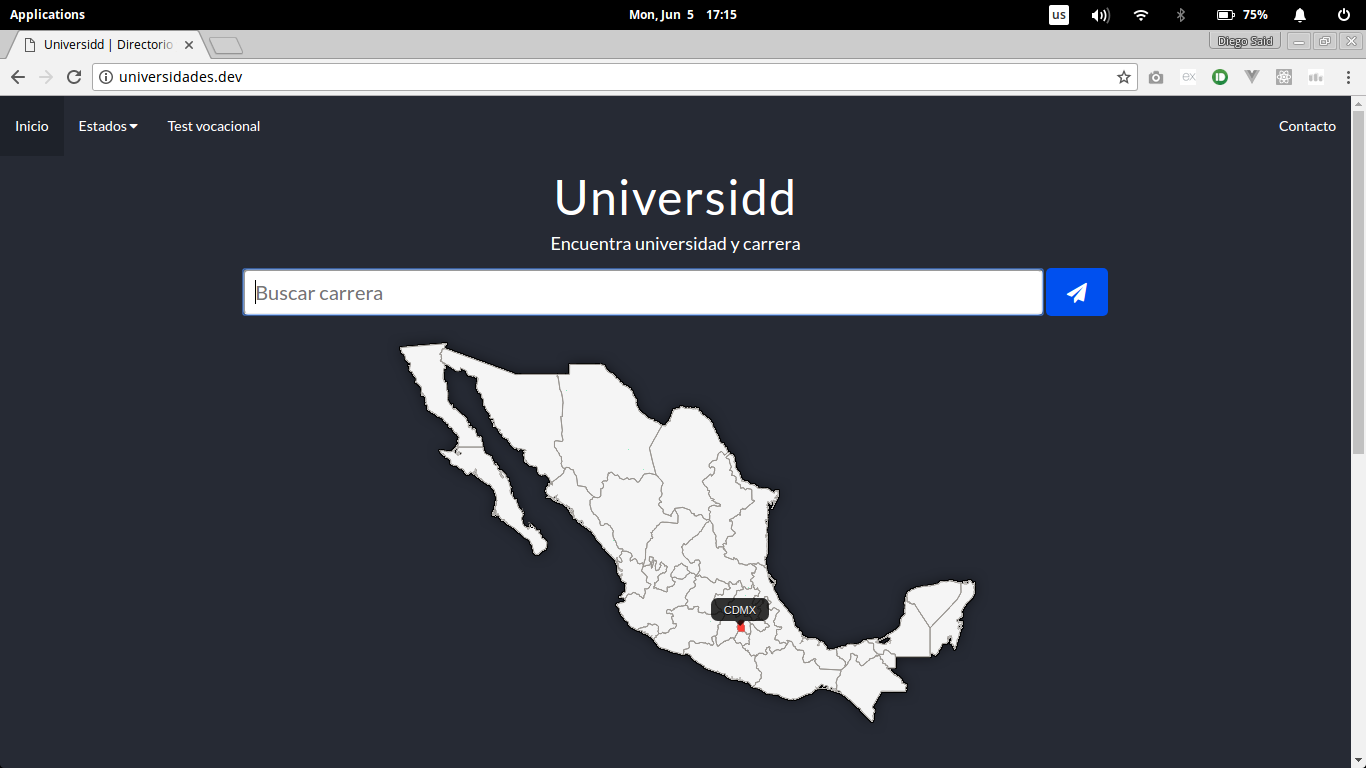 Applications
Mon, Jun 5 17:15
us
75%
Universidd | Directorio
Diego Said
universidades.dev
Inicio
Estados
Test vocacional
Contacto
Universidd
Encuentra universidad y carrera
Buscar carrera
CDMX